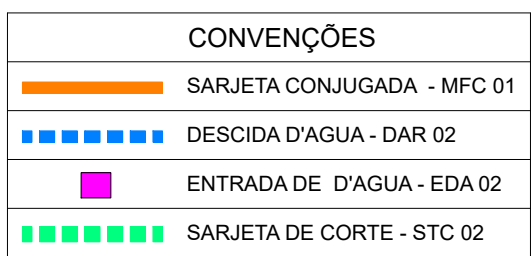 CONVENÇÕES
SARJETA CONJUGADA - MFC 01
DESCIDA D'AGUA - DAR 02
ENTRADA DE D'AGUA - EDA 02
SARJETA DE CORTE - STC 02